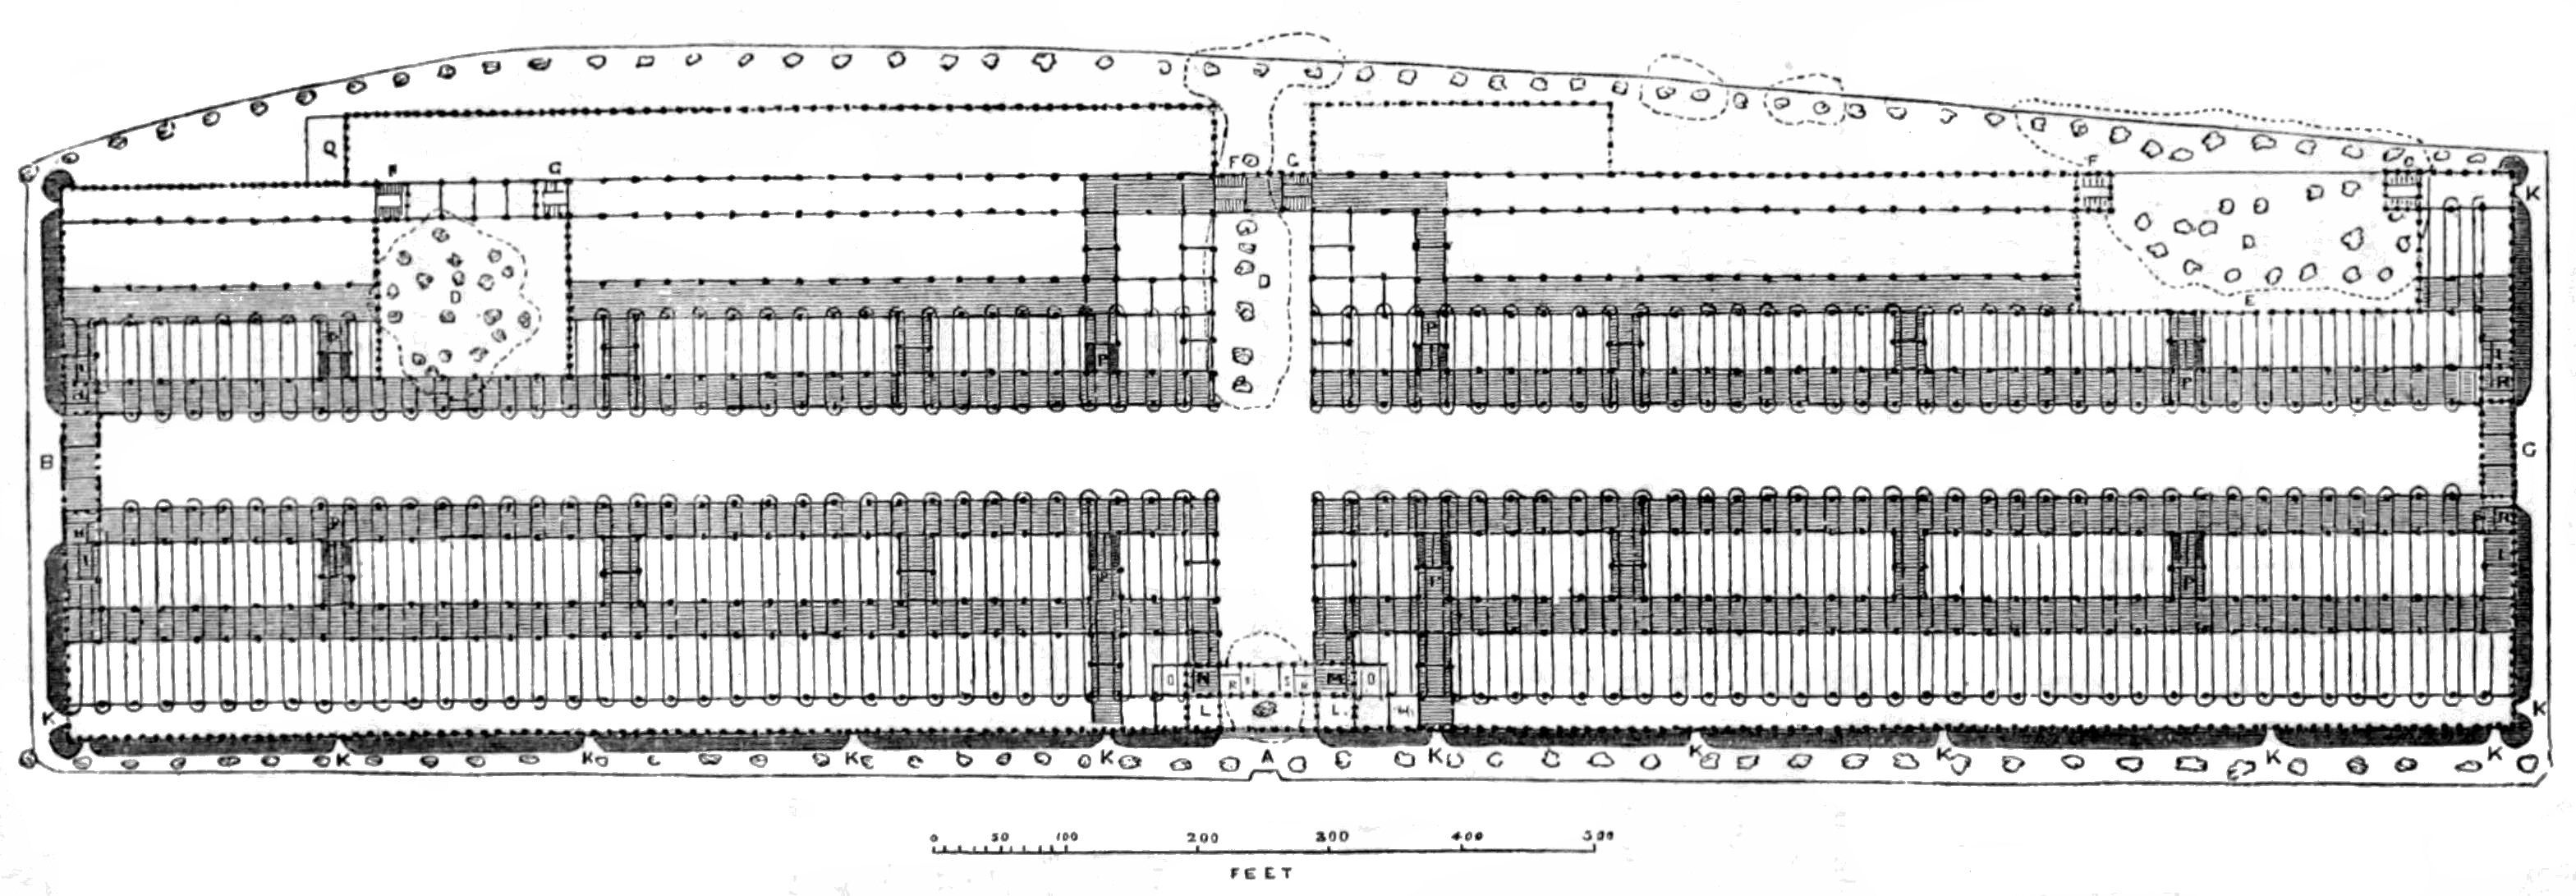 Q
F G F G F
D D D
E
K
P P P P
I I
R
B G
P
H R
I I
P P P
O N R S S R M O
L L H
K K
K K K K A K K K K K
0 50 100 200 300 400 500
FEET